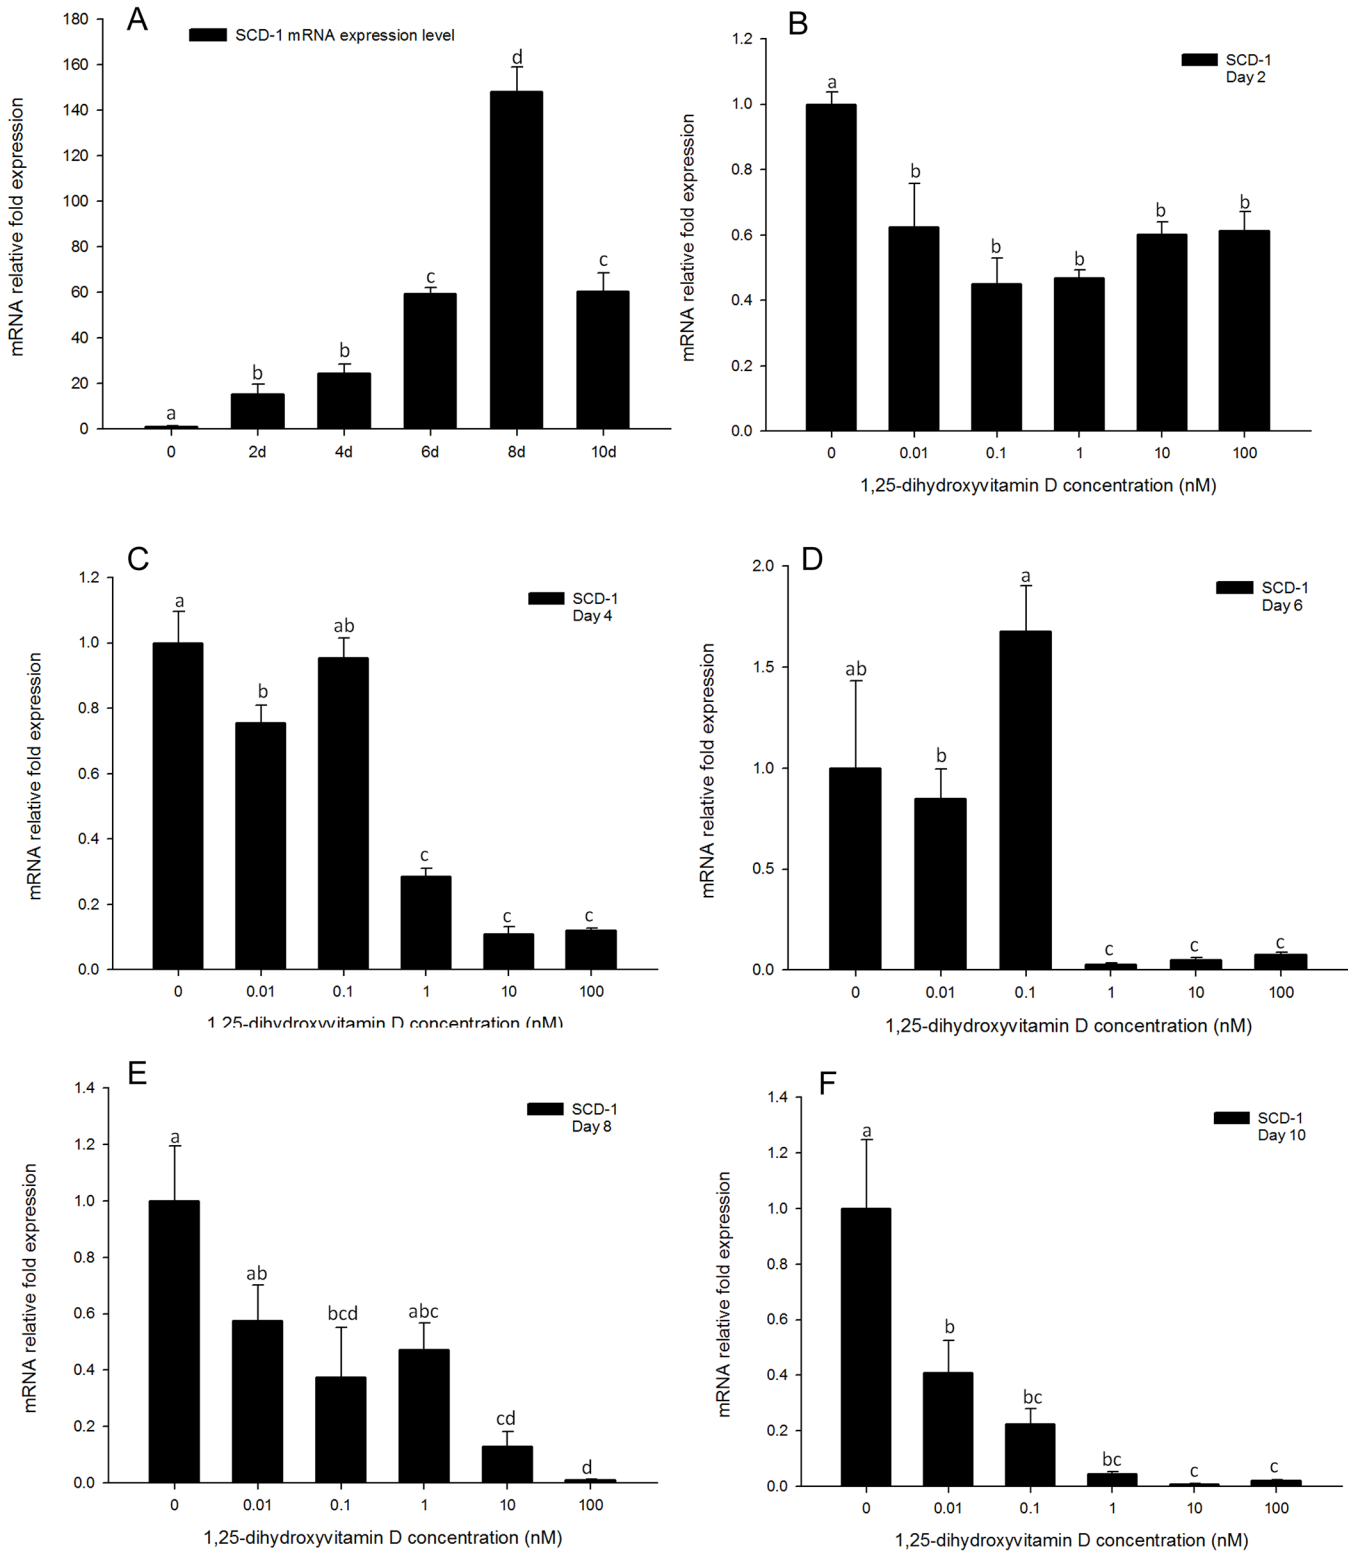 A
SCD-1 mRNA expression level
mRNA relative fold expression
180
160
140
120
100
80
60
40
20
0
a
b
b
c
d
c
0 2d 4d 6d 8d 10d
B
SCD-1
Day 2
mRNA relative fold expression
1.2
1.0
0.8
0.6
0.4
0.2
0.0
a
b
b
b
b
b
0 0.01 0.1 1 10 100
1,25-dihydroxyvitamin D concentration (nM)
C
SCD-1
Day 4
mRNA relative fold expression
1.2
1.0
0.8
0.6
0.4
0.2
0.0
a
b
ab
c
c
c
0 0.01 0.1 1 10 100
1,25-dihydroxyvitamin D concentration (nM)
D
SCD-1
Day 6
mRNA relative fold expression
2.0
1.5
1.0
0.5
0.0
ab
b
a
c
c
c
0 0.01 0.1 1 10 100
1,25-dihydroxyvitamin D concentration (nM)
E
SCD-1
Day 8
mRNA relative fold expression
1.4
1.2
1.0
0.8
0.6
0.4
0.2
0.0
a
ab
bcd
abc
cd
d
0 0.01 0.1 1 10 100
1,25-dihydroxyvitamin D concentration (nM)
F
SCD-1
Day 10
mRNA relative fold expression
1.4
1.2
1.0
0.8
0.6
0.4
0.2
0.0
a
b
bc
bc
c
c
0 0.01 0.1 1 10 100
1,25-dihydroxyvitamin D concentration (nM)